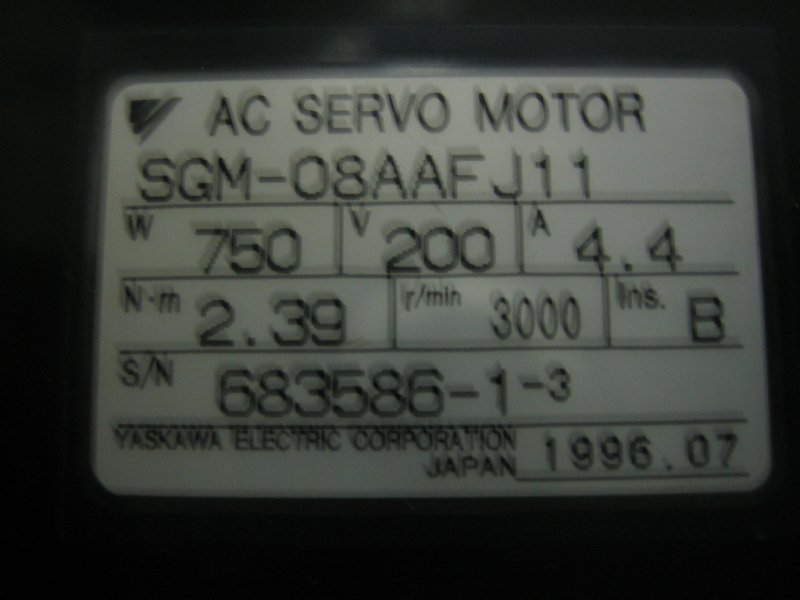 AC SERVO MOTOR
SGM-08AAFJ11
W 750 V 200 A 4.4
N·m 2.39 r/min 3000 Ins. B
S/N 683586-1-3
YASKAWA ELECTRIC CORPORATION
JAPAN 1996.07